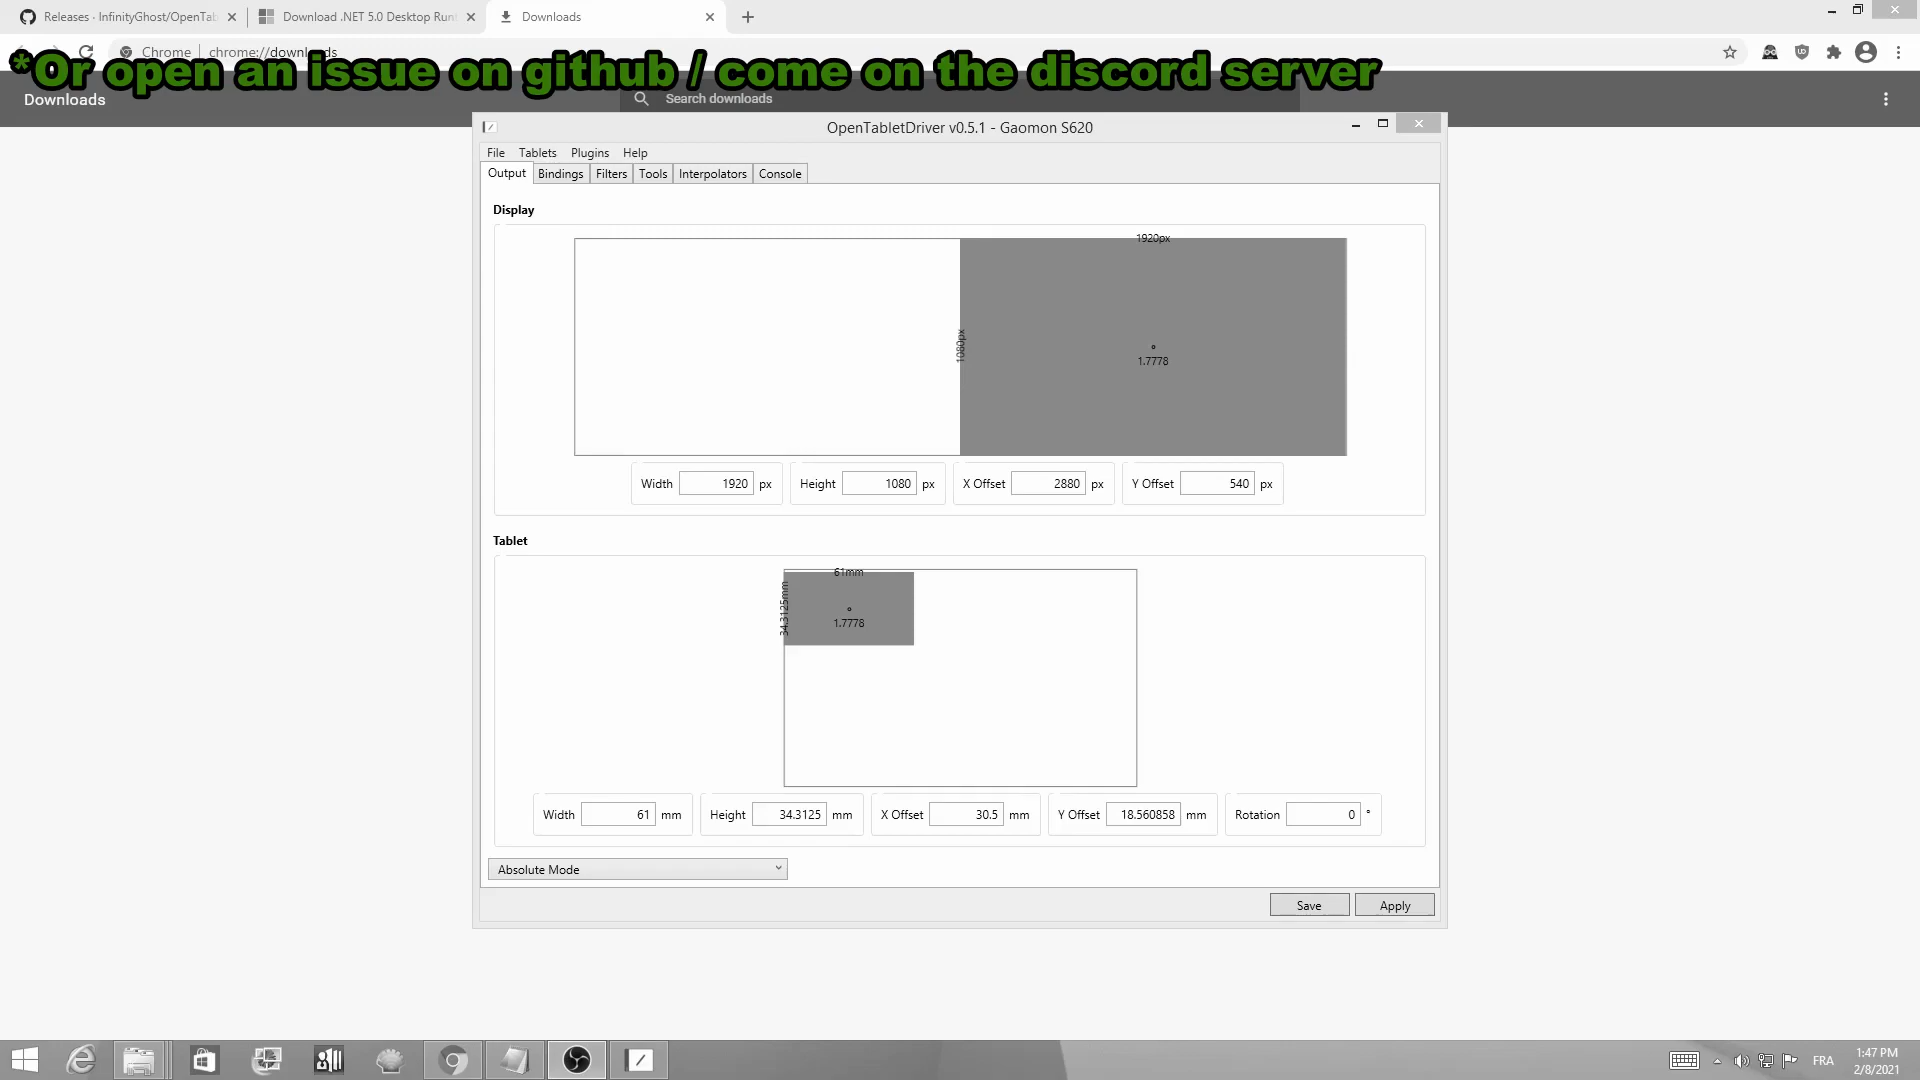 Releases · InfinityGhost/OpenTab
Download .NET 5.0 Desktop Runt
Downloads
Chrome
chrome://downloads
*Or open an issue on github / come on the discord server
Downloads
Search downloads
OpenTabletDriver v0.5.1 - Gaomon S620
File Tablets Plugins Help
Output Bindings Filters Tools Interpolators Console
Display
1920px
1080px
1.7778
Width 1920 px Height 1080 px X Offset 2880 px Y Offset 540 px
Tablet
61mm
34.3125mm
1.7778
Width 61 mm Height 34.3125 mm X Offset 30.5 mm Y Offset 18.560858 mm Rotation 0 °
Absolute Mode
Save Apply
FRA
1:47 PM
2/8/2021